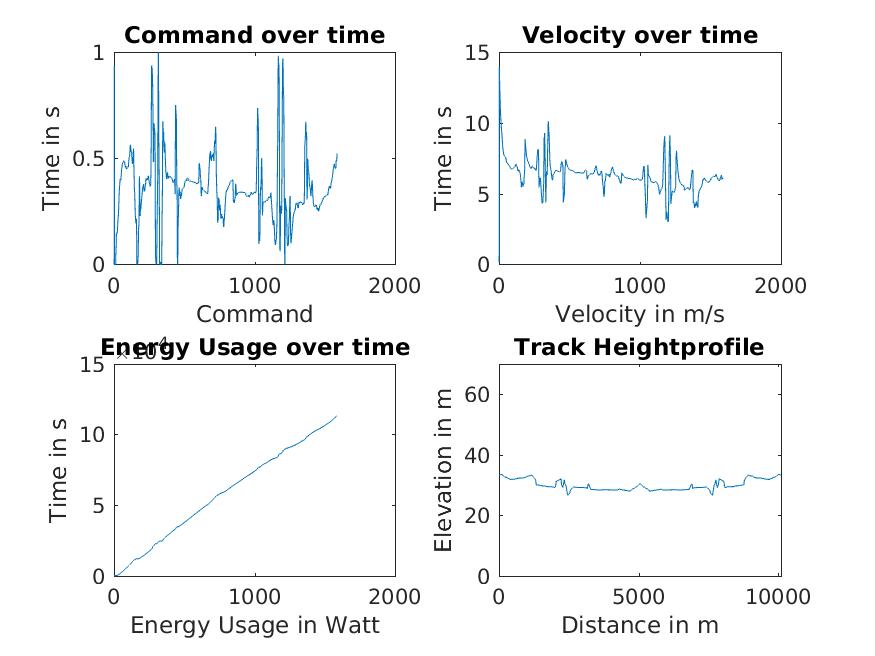 Command over time
1
0.5
0
Time in s
0
1000
2000
Command
Velocity over time
15
10
5
0
Time in s
0
1000
2000
Velocity in m/s
Energy Usage over time
×10^4
15
10
5
0
Time in s
0
1000
2000
Energy Usage in Watt
Track Heightprofile
60
40
20
0
Elevation in m
0
5000
10000
Distance in m